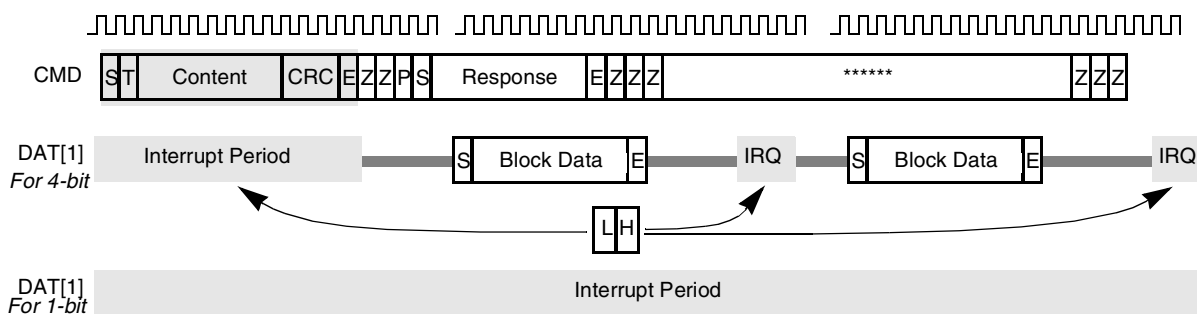 CMD S T Content CRC E Z Z P S Response E Z Z Z ****** Z Z Z
DAT[1] Interrupt Period S Block Data E IRQ S Block Data E IRQ
For 4-bit
L H
DAT[1] Interrupt Period
For 1-bit